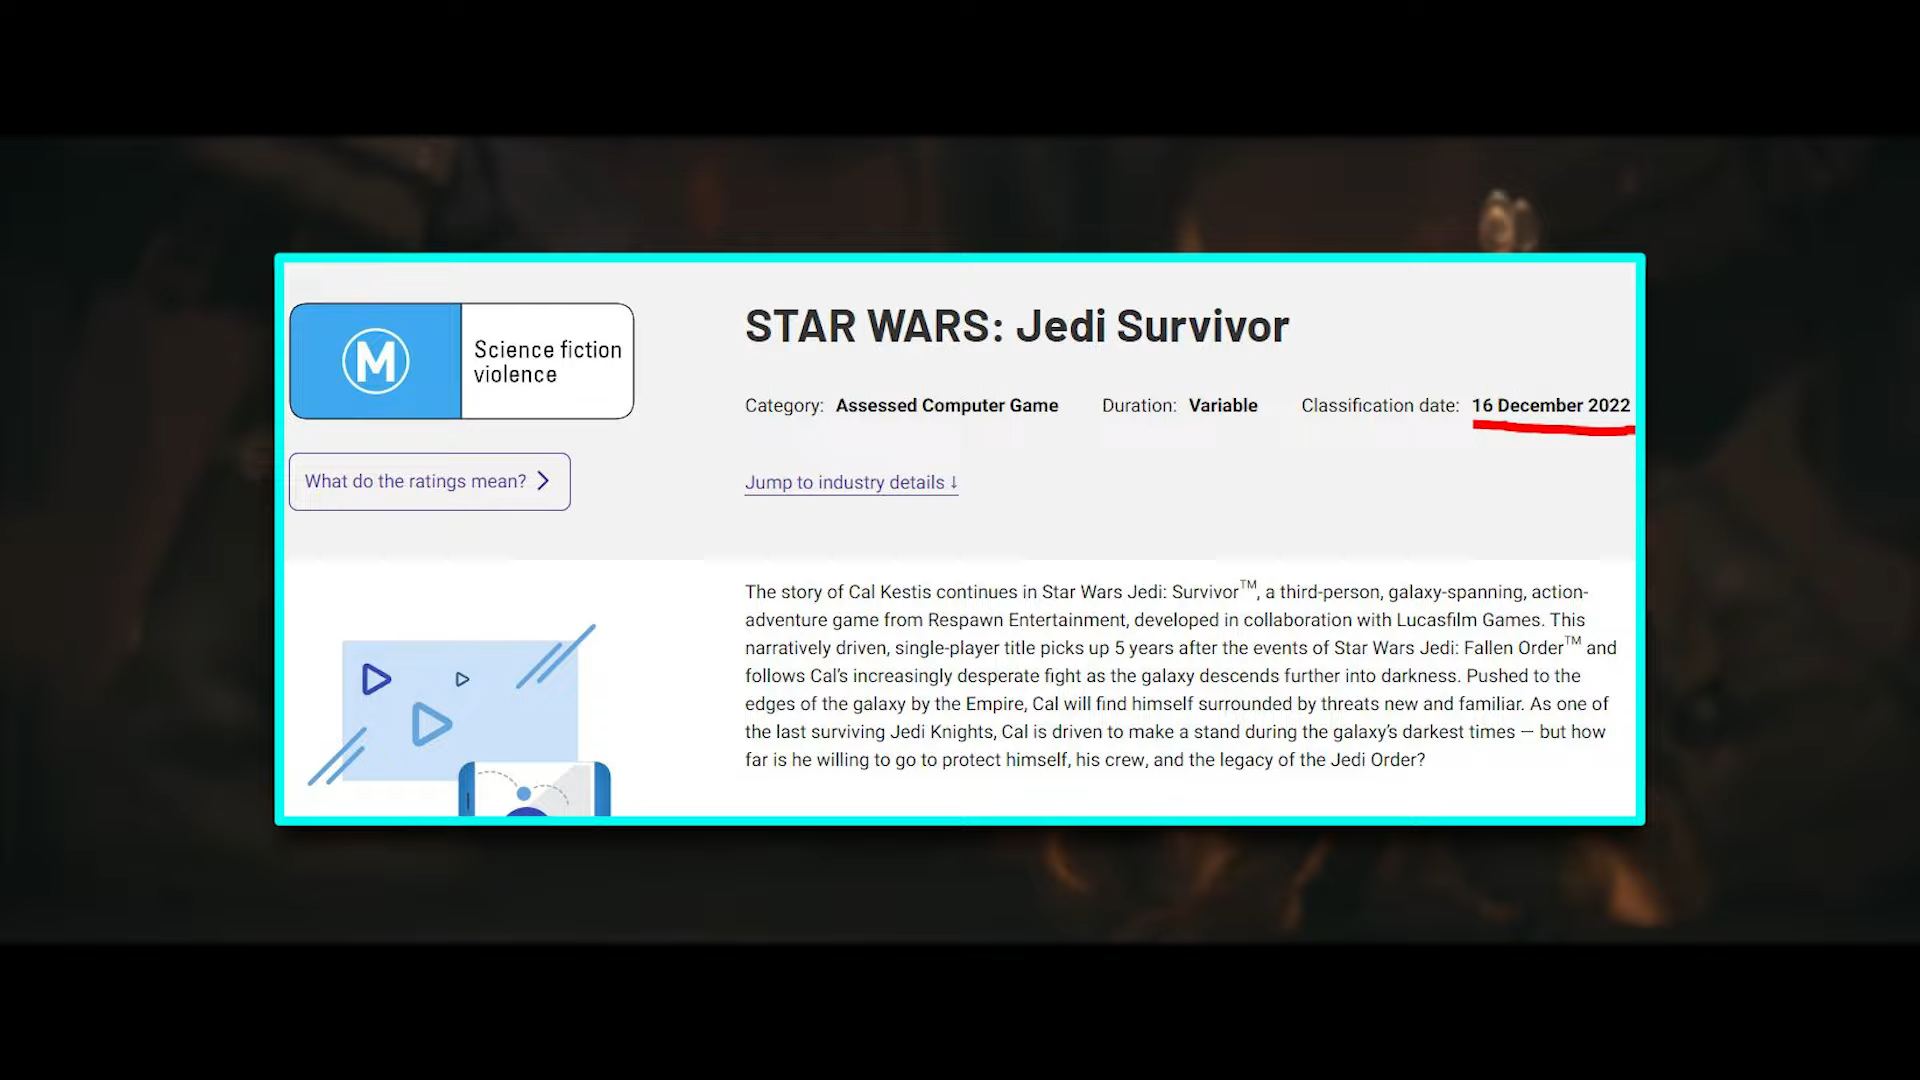 M
Science fiction
violence
What do the ratings mean?
STAR WARS: Jedi Survivor
Category: Assessed Computer Game Duration: Variable Classification date: 16 December 2022
Jump to industry details ↓
The story of Cal Kestis continues in Star Wars Jedi: Survivor™, a third-person, galaxy-spanning, action-
adventure game from Respawn Entertainment, developed in collaboration with Lucasfilm Games. This
narratively driven, single-player title picks up 5 years after the events of Star Wars Jedi: Fallen Order™ and
follows Cal’s increasingly desperate fight as the galaxy descends further into darkness. Pushed to the
edges of the galaxy by the Empire, Cal will find himself surrounded by threats new and familiar. As one of
the last surviving Jedi Knights, Cal is driven to make a stand during the galaxy’s darkest times — but how
far is he willing to go to protect himself, his crew, and the legacy of the Jedi Order?